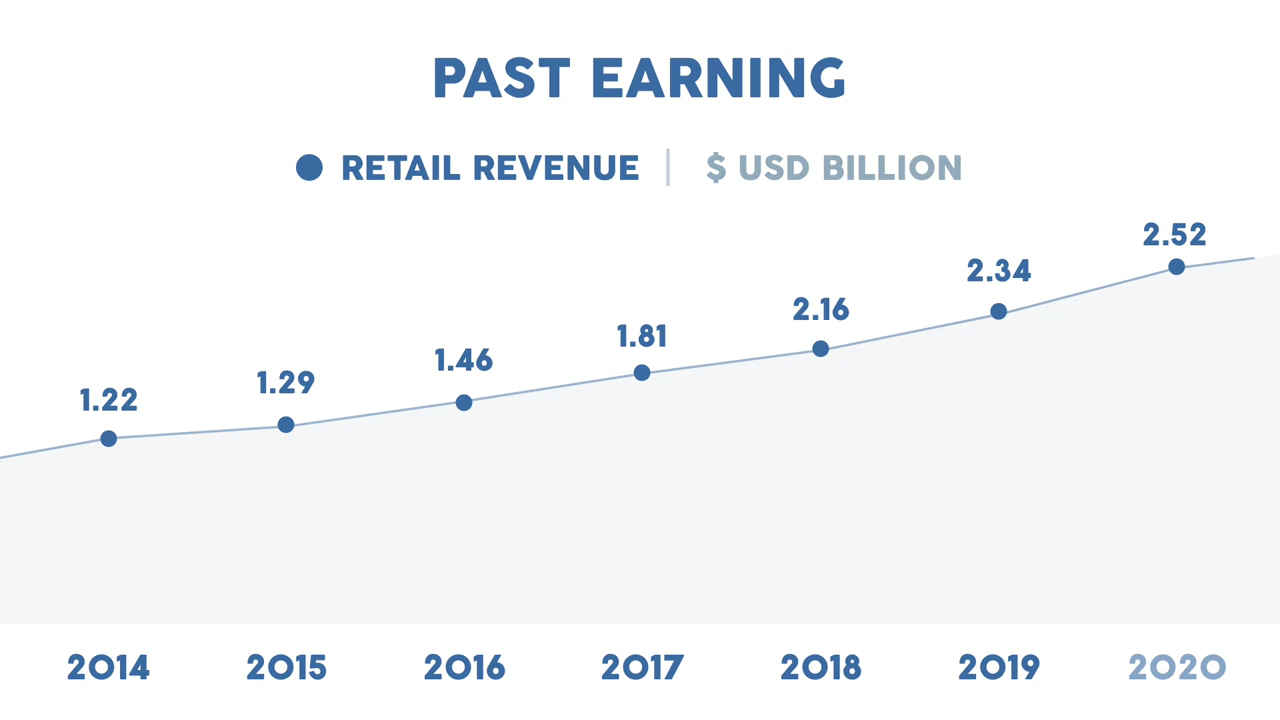 PAST EARNING
RETAIL REVENUE | $ USD BILLION
1.22
1.29
1.46
1.81
2.16
2.34
2.52
2014 2015 2016 2017 2018 2019 2020